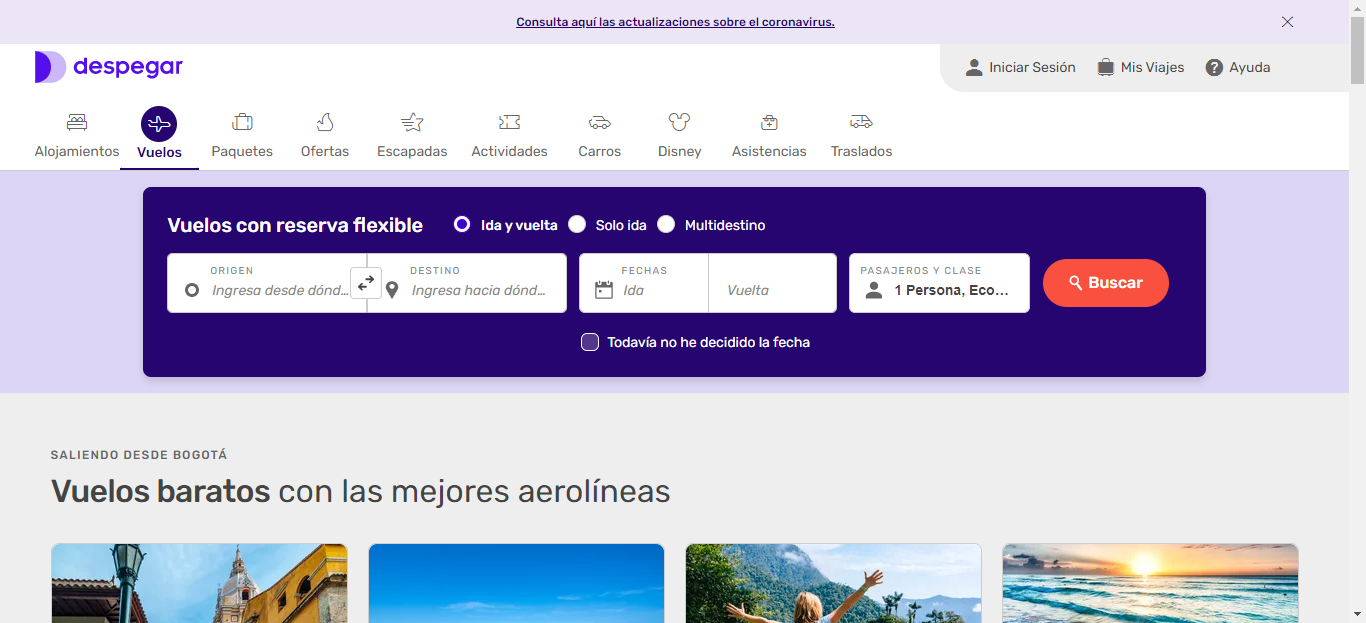 Consulta aquí las actualizaciones sobre el coronavirus.
despegar
Iniciar Sesión
Mis Viajes
? Ayuda
Alojamientos
Vuelos
Paquetes
Ofertas
Escapadas
Actividades
Carros
Disney
Asistencias
Traslados
Vuelos con reserva flexible
Ida y vuelta
Solo ida
Multidestino
ORIGEN
Ingresa desde dónd...
DESTINO
Ingresa hacia dónd...
FECHAS
Ida
Vuelta
PASAJEROS Y CLASE
1 Persona, Eco...
Buscar
Todavía no he decidido la fecha
SALIENDO DESDE BOGOTÁ
Vuelos baratos con las mejores aerolíneas